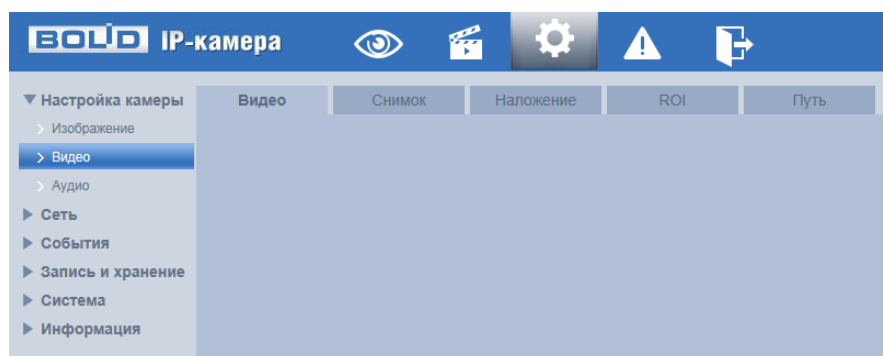 BOLID IP-камера
Настройка камеры
Изображение
Видео
Аудио
Сеть
События
Запись и хранение
Система
Информация
Видео Снимок Наложение ROI Путь